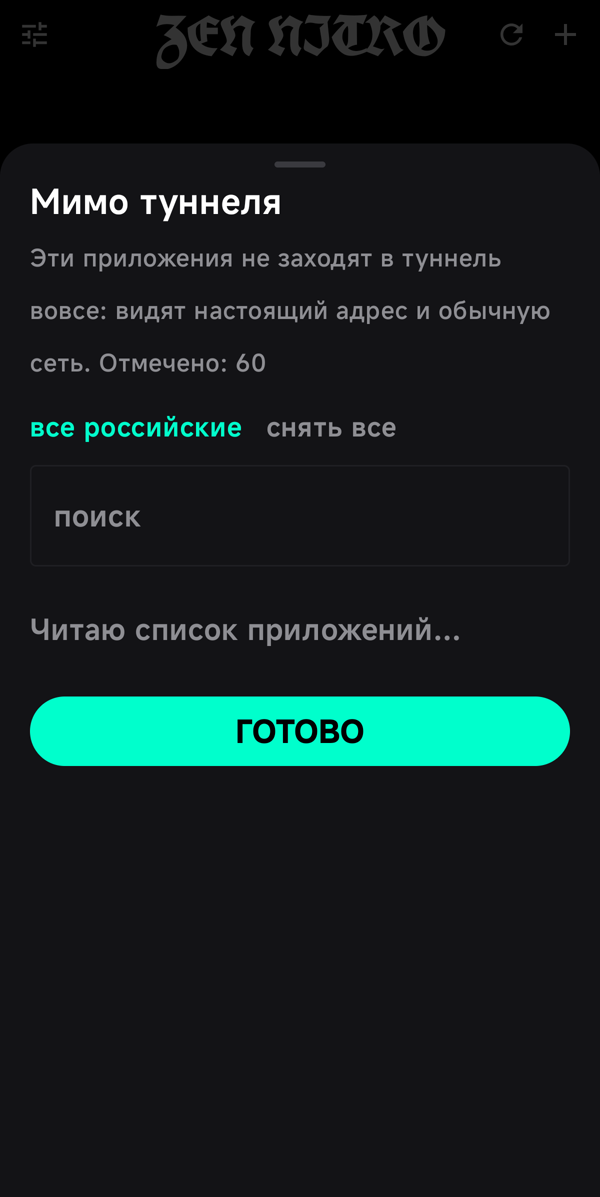 ZEN NITRO
Мимо туннеля
Эти приложения не заходят в туннель
вовсе: видят настоящий адрес и обычную
сеть. Отмечено: 60
все российские снять все
поиск
Читаю список приложений...
ГОТОВО